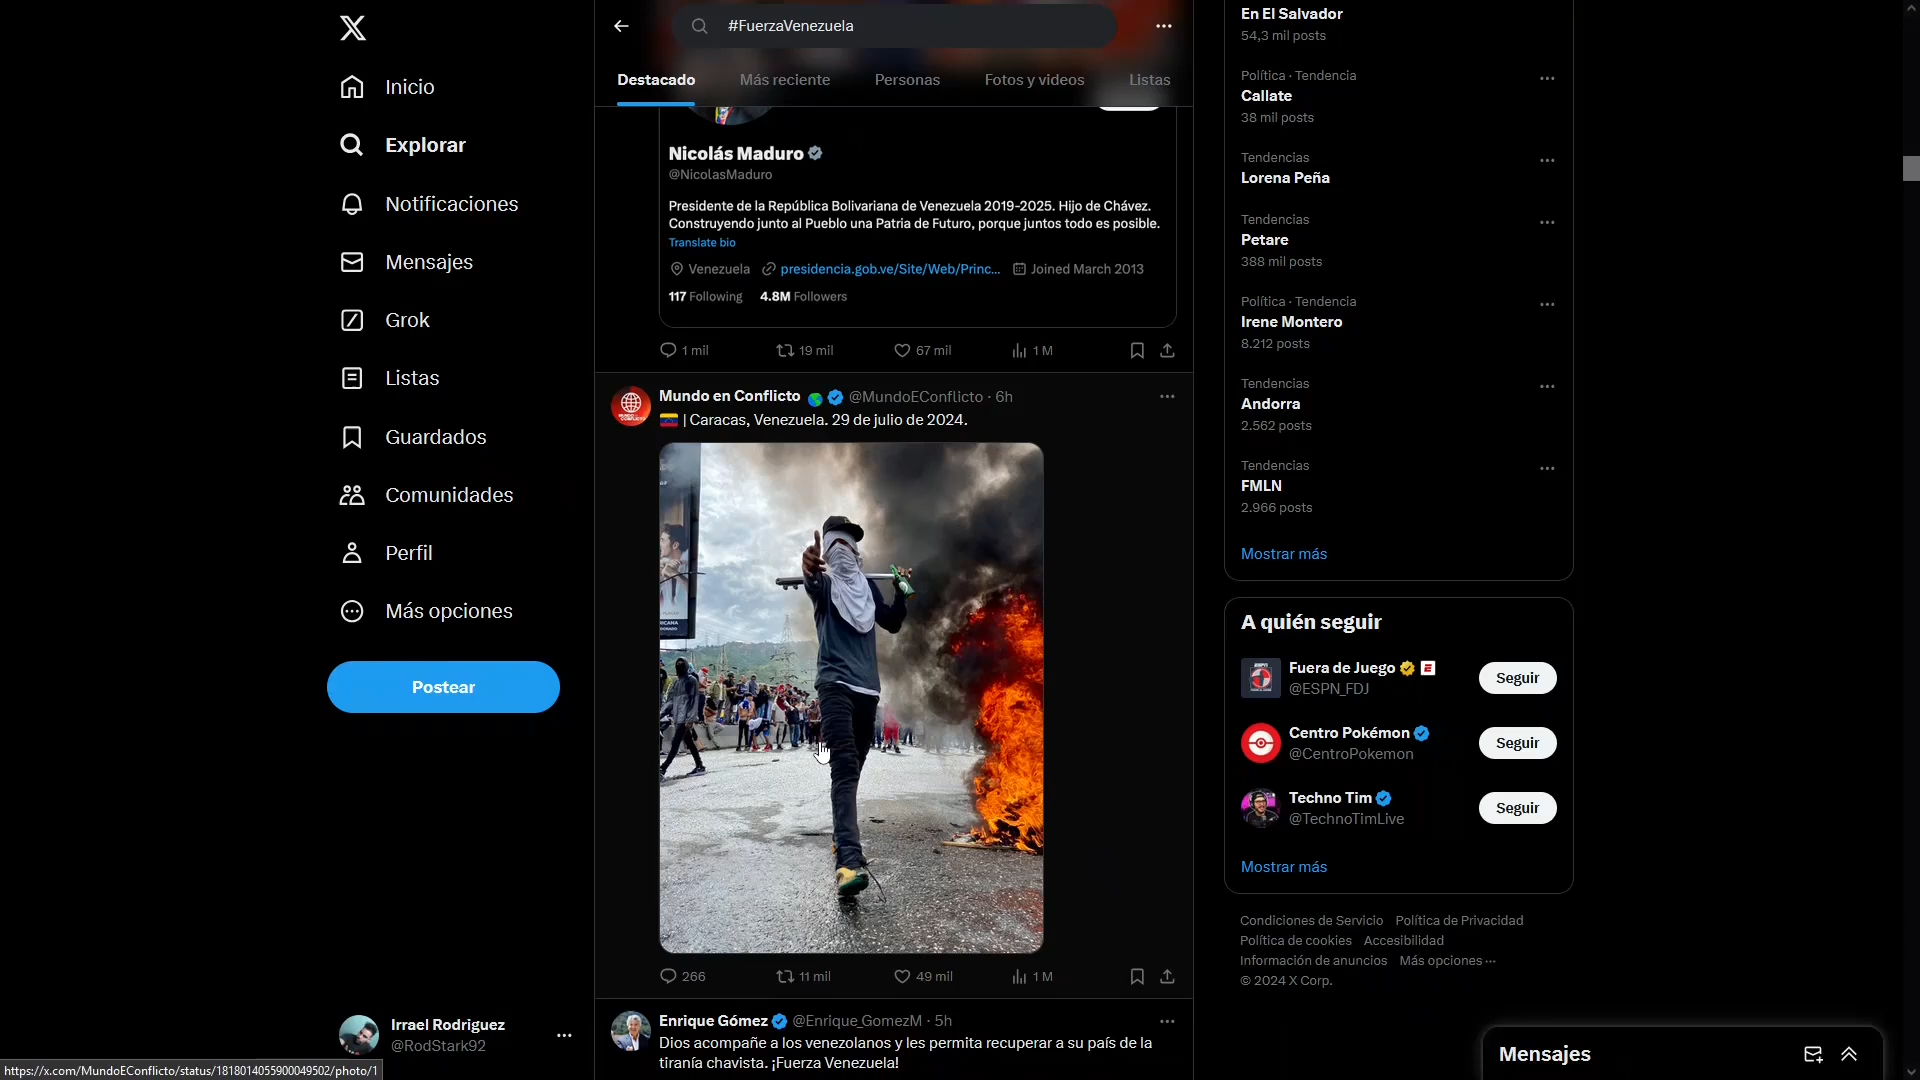 Inicio
Explorar
Notificaciones
Mensajes
Grok
Listas
Guardados
Comunidades
Perfil
Más opciones
Postear
Irrael Rodriguez
@RodStark92
https://x.com/MundoEConflicto/status/1818014055900049502/photo/1
#FuerzaVenezuela
Destacado Más reciente Personas Fotos y videos Listas
Nicolás Maduro
@NicolasMaduro
Presidente de la República Bolivariana de Venezuela 2019-2025. Hijo de Chávez.
Construyendo junto al Pueblo una Patria de Futuro, porque juntos todo es posible.
Translate bio
Venezuela presidencia.gob.ve/Site/Web/Princ... Joined March 2013
117 Following 4.8M Followers
1 mil 19 mil 67 mil 1 M
Mundo en Conflicto @MundoEConflicto · 6h
| Caracas, Venezuela. 29 de julio de 2024.
266 11 mil 49 mil 1 M
Enrique Gómez @Enrique_GomezM · 5h
Dios acompañe a los venezolanos y les permita recuperar a su país de la
tiranía chavista. ¡Fuerza Venezuela!
En El Salvador
54,3 mil posts
Política · Tendencia
Callate
38 mil posts
Tendencias
Lorena Peña
Tendencias
Petare
388 mil posts
Política · Tendencia
Irene Montero
8.212 posts
Tendencias
Andorra
2.562 posts
Tendencias
FMLN
2.966 posts
Mostrar más
A quién seguir
Fuera de Juego
@ESPN_FDJ
Seguir
Centro Pokémon
@CentroPokemon
Seguir
Techno Tim
@TechnoTimLive
Seguir
Mostrar más
Condiciones de Servicio Política de Privacidad
Política de cookies Accesibilidad
Información de anuncios Más opciones ···
© 2024 X Corp.
Mensajes